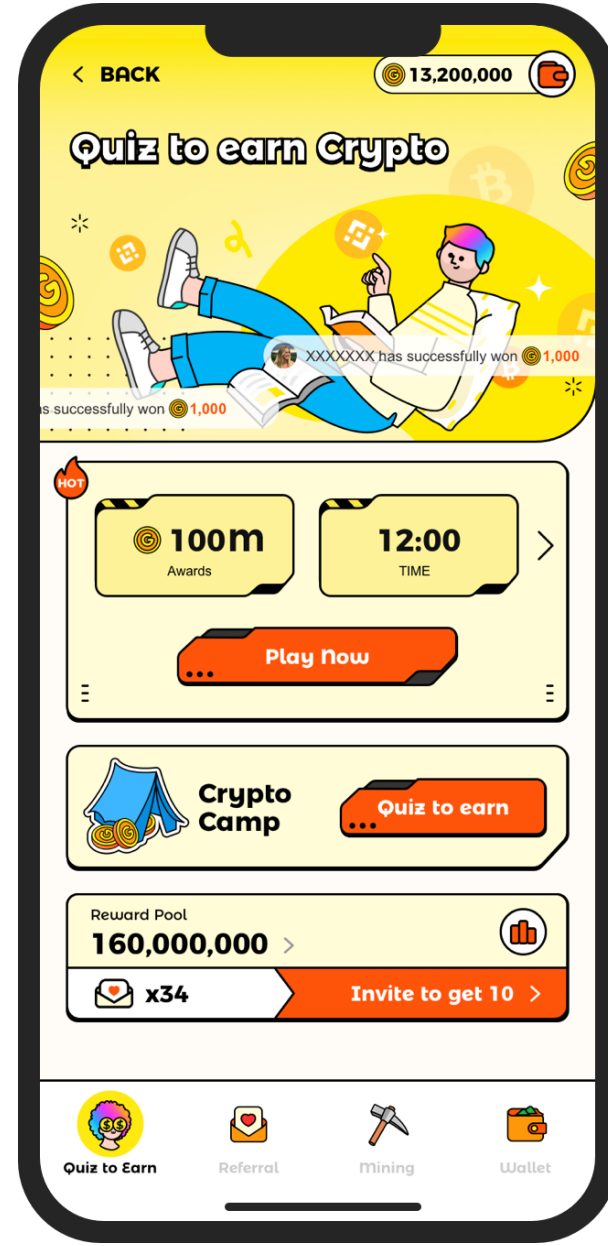 BACK
13,200,000
Quiz to earn Crypto
XXXXXXX has successfully won 1,000
successfully won 1,000
HOT
100m
Awards
12:00
TIME
Play Now
Crypto
Camp
Quiz to earn
Reward Pool
160,000,000
x34
Invite to get 10
Quiz to Earn
Referral
Mining
Wallet